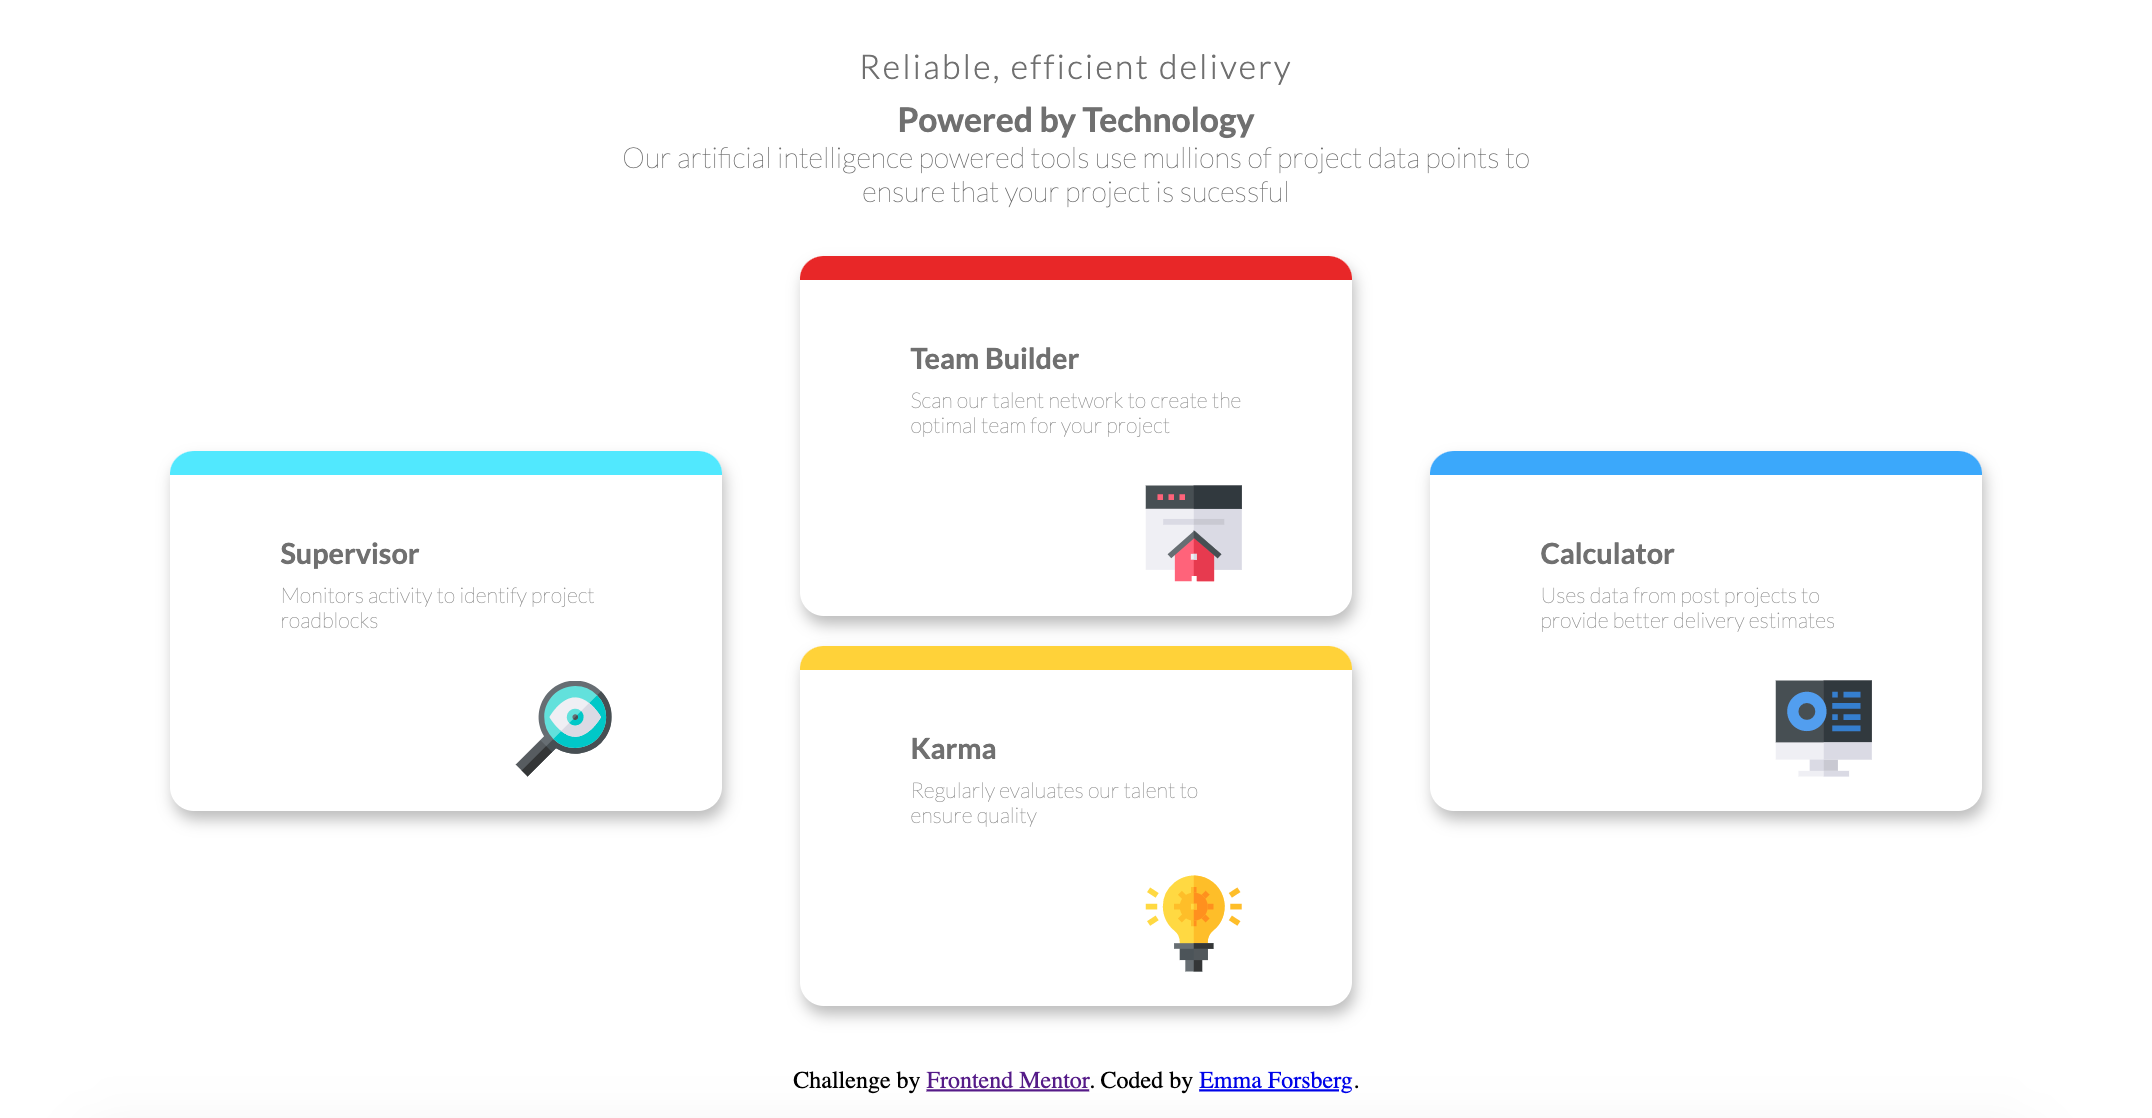 Reliable, efficient delivery
Powered by Technology
Our artificial intelligence powered tools use mullions of project data points to
ensure that your project is sucessful
Team Builder
Scan our talent network to create the
optimal team for your project
Supervisor
Monitors activity to identify project
roadblocks
Calculator
Uses data from post projects to
provide better delivery estimates
Karma
Regularly evaluates our talent to
ensure quality
Challenge by Frontend Mentor. Coded by Emma Forsberg.